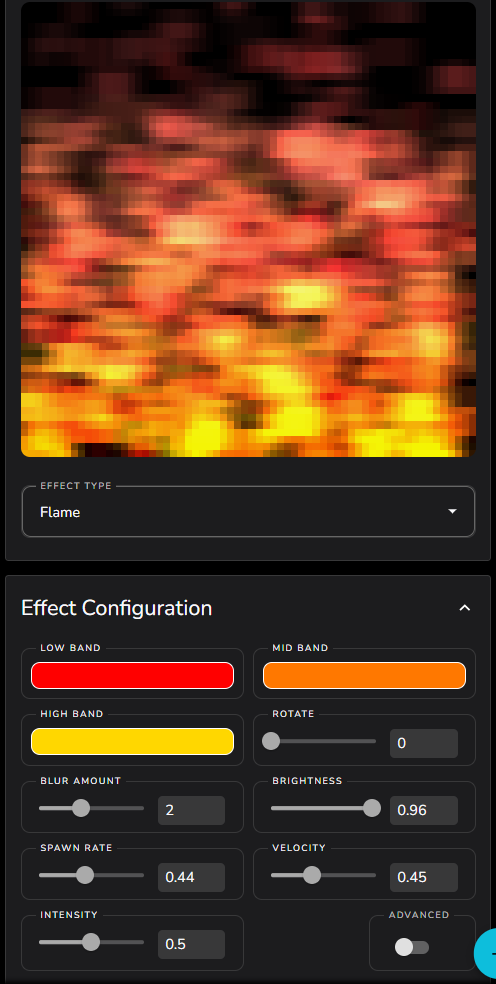 EFFECT TYPE
Flame
Effect Configuration
LOW BAND
MID BAND
HIGH BAND
ROTATE
0
BLUR AMOUNT
2
BRIGHTNESS
0.96
SPAWN RATE
0.44
VELOCITY
0.45
INTENSITY
0.5
ADVANCED